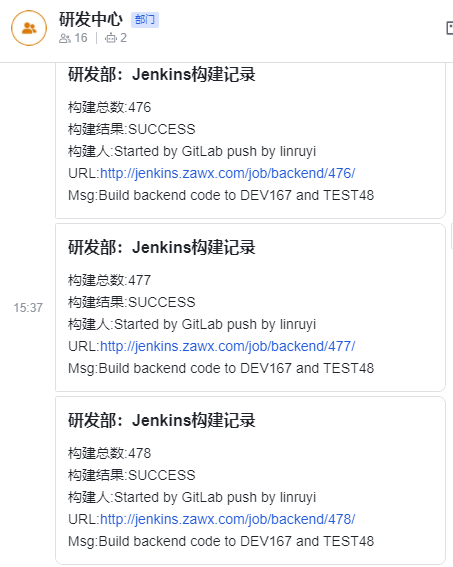 研发中心 部门
16 2
研发部：Jenkins构建记录
构建总数:476
构建结果:SUCCESS
构建人:Started by GitLab push by linruyi
URL:http://jenkins.zawx.com/job/backend/476/
Msg:Build backend code to DEV167 and TEST48
研发部：Jenkins构建记录
构建总数:477
构建结果:SUCCESS
15:37
构建人:Started by GitLab push by linruyi
URL:http://jenkins.zawx.com/job/backend/477/
Msg:Build backend code to DEV167 and TEST48
研发部：Jenkins构建记录
构建总数:478
构建结果:SUCCESS
构建人:Started by GitLab push by linruyi
URL:http://jenkins.zawx.com/job/backend/478/
Msg:Build backend code to DEV167 and TEST48